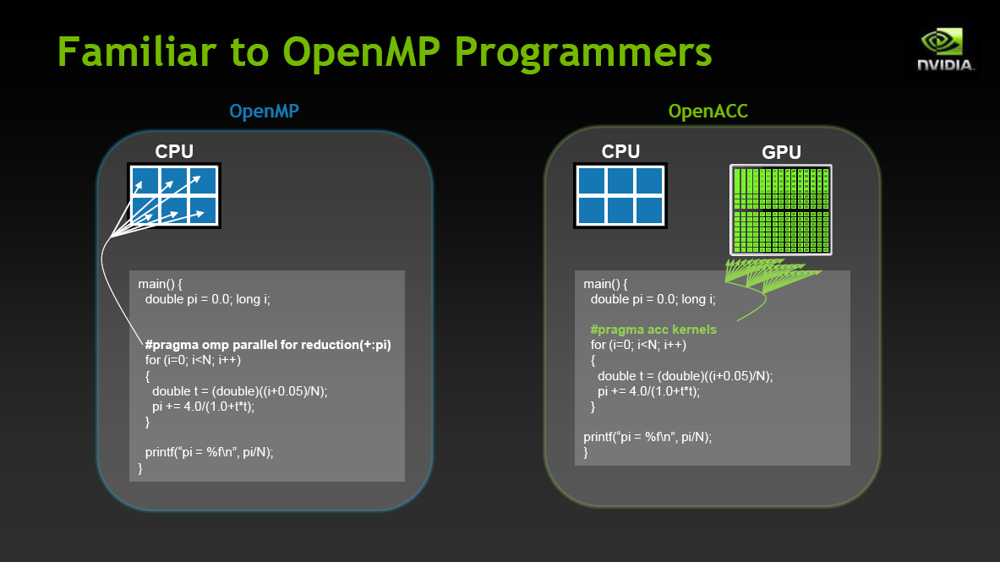 Familiar to OpenMP Programmers
NVIDIA.
OpenMP
CPU
main() {
double pi = 0.0; long i;
#pragma omp parallel for reduction(+:pi)
for (i=0; i<N; i++)
{
double t = (double)((i+0.05)/N);
pi += 4.0/(1.0+t*t);
}
printf(“pi = %f\n”, pi/N);
}
OpenACC
CPU
GPU
main() {
double pi = 0.0; long i;
#pragma acc kernels
for (i=0; i<N; i++)
{
double t = (double)((i+0.05)/N);
pi += 4.0/(1.0+t*t);
}
printf(“pi = %f\n”, pi/N);
}